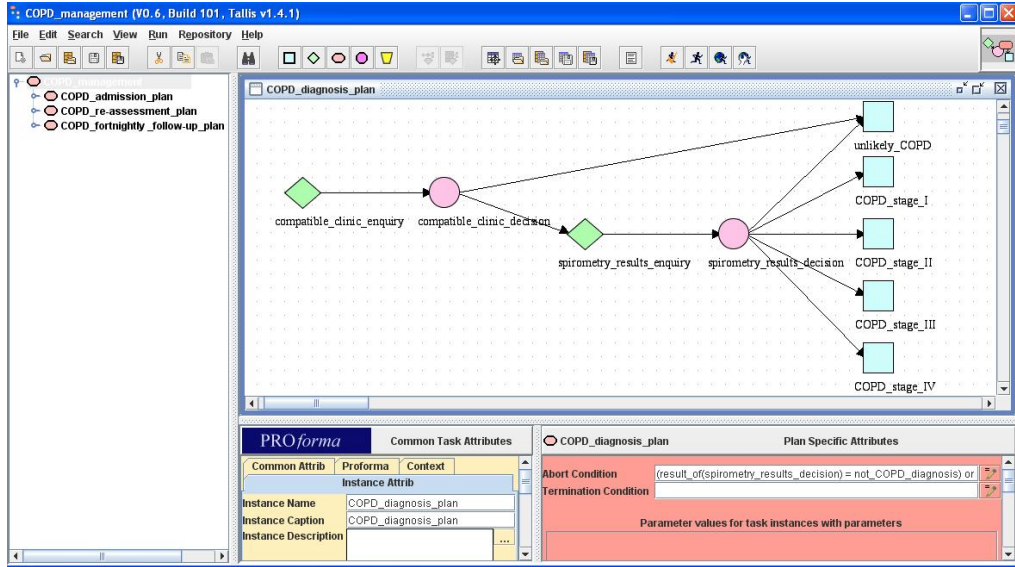 COPD_management (V0.6, Build 101, Tallis v1.4.1)
File Edit Search View Run Repository Help
COPD_management
COPD_admission_plan
COPD_re-assessment_plan
COPD_fortnightly _follow-up_plan
COPD_diagnosis_plan
unlikely_COPD
COPD_stage_I
compatible_clinic_enquiry compatible_clinic_decision
spirometry_results_enquiry spirometry_results_decision COPD_stage_II
COPD_stage_III
COPD_stage_IV
PROforma Common Task Attributes
Common Attrib Proforma Context
Instance Attrib
Instance Name COPD_diagnosis_plan
Instance Caption COPD_diagnosis_plan
Instance Description ...
COPD_diagnosis_plan Plan Specific Attributes
Abort Condition (result_of(spirometry_results_decision) = not_COPD_diagnosis) or
Termination Condition
Parameter values for task instances with parameters